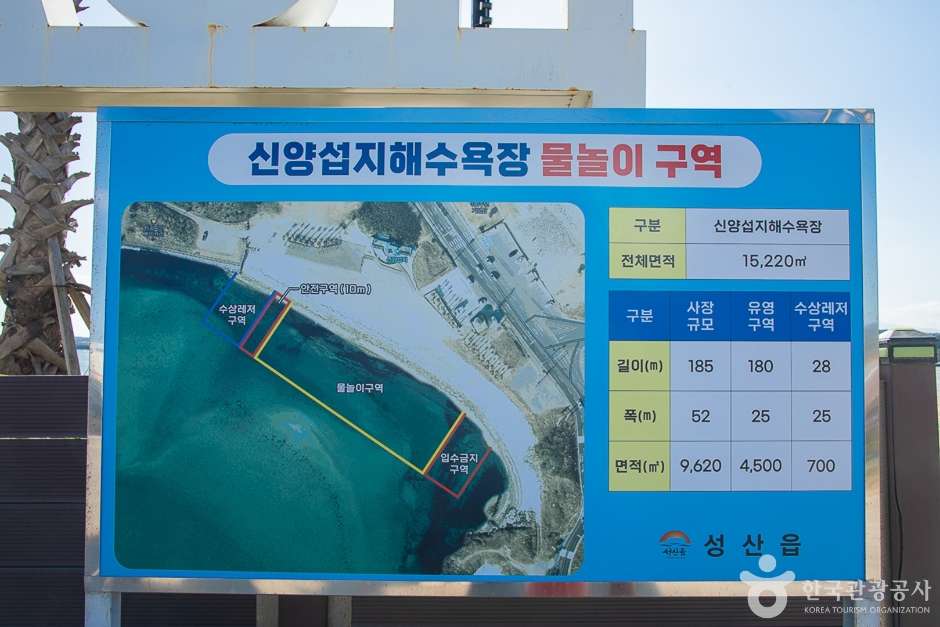 신양섭지해수욕장 물놀이 구역
구분 신양섭지해수욕장
전체면적 15,220㎡
안전구역(10m)
수상레저
구역
물놀이구역
입수금지
구역
구분 사장 규모 유영 구역 수상레저 구역
길이(m) 185 180 28
폭(m) 52 25 25
면적(㎡) 9,620 4,500 700
성산읍 성산읍
한국관광공사
KOREA TOURISM ORGANIZATION